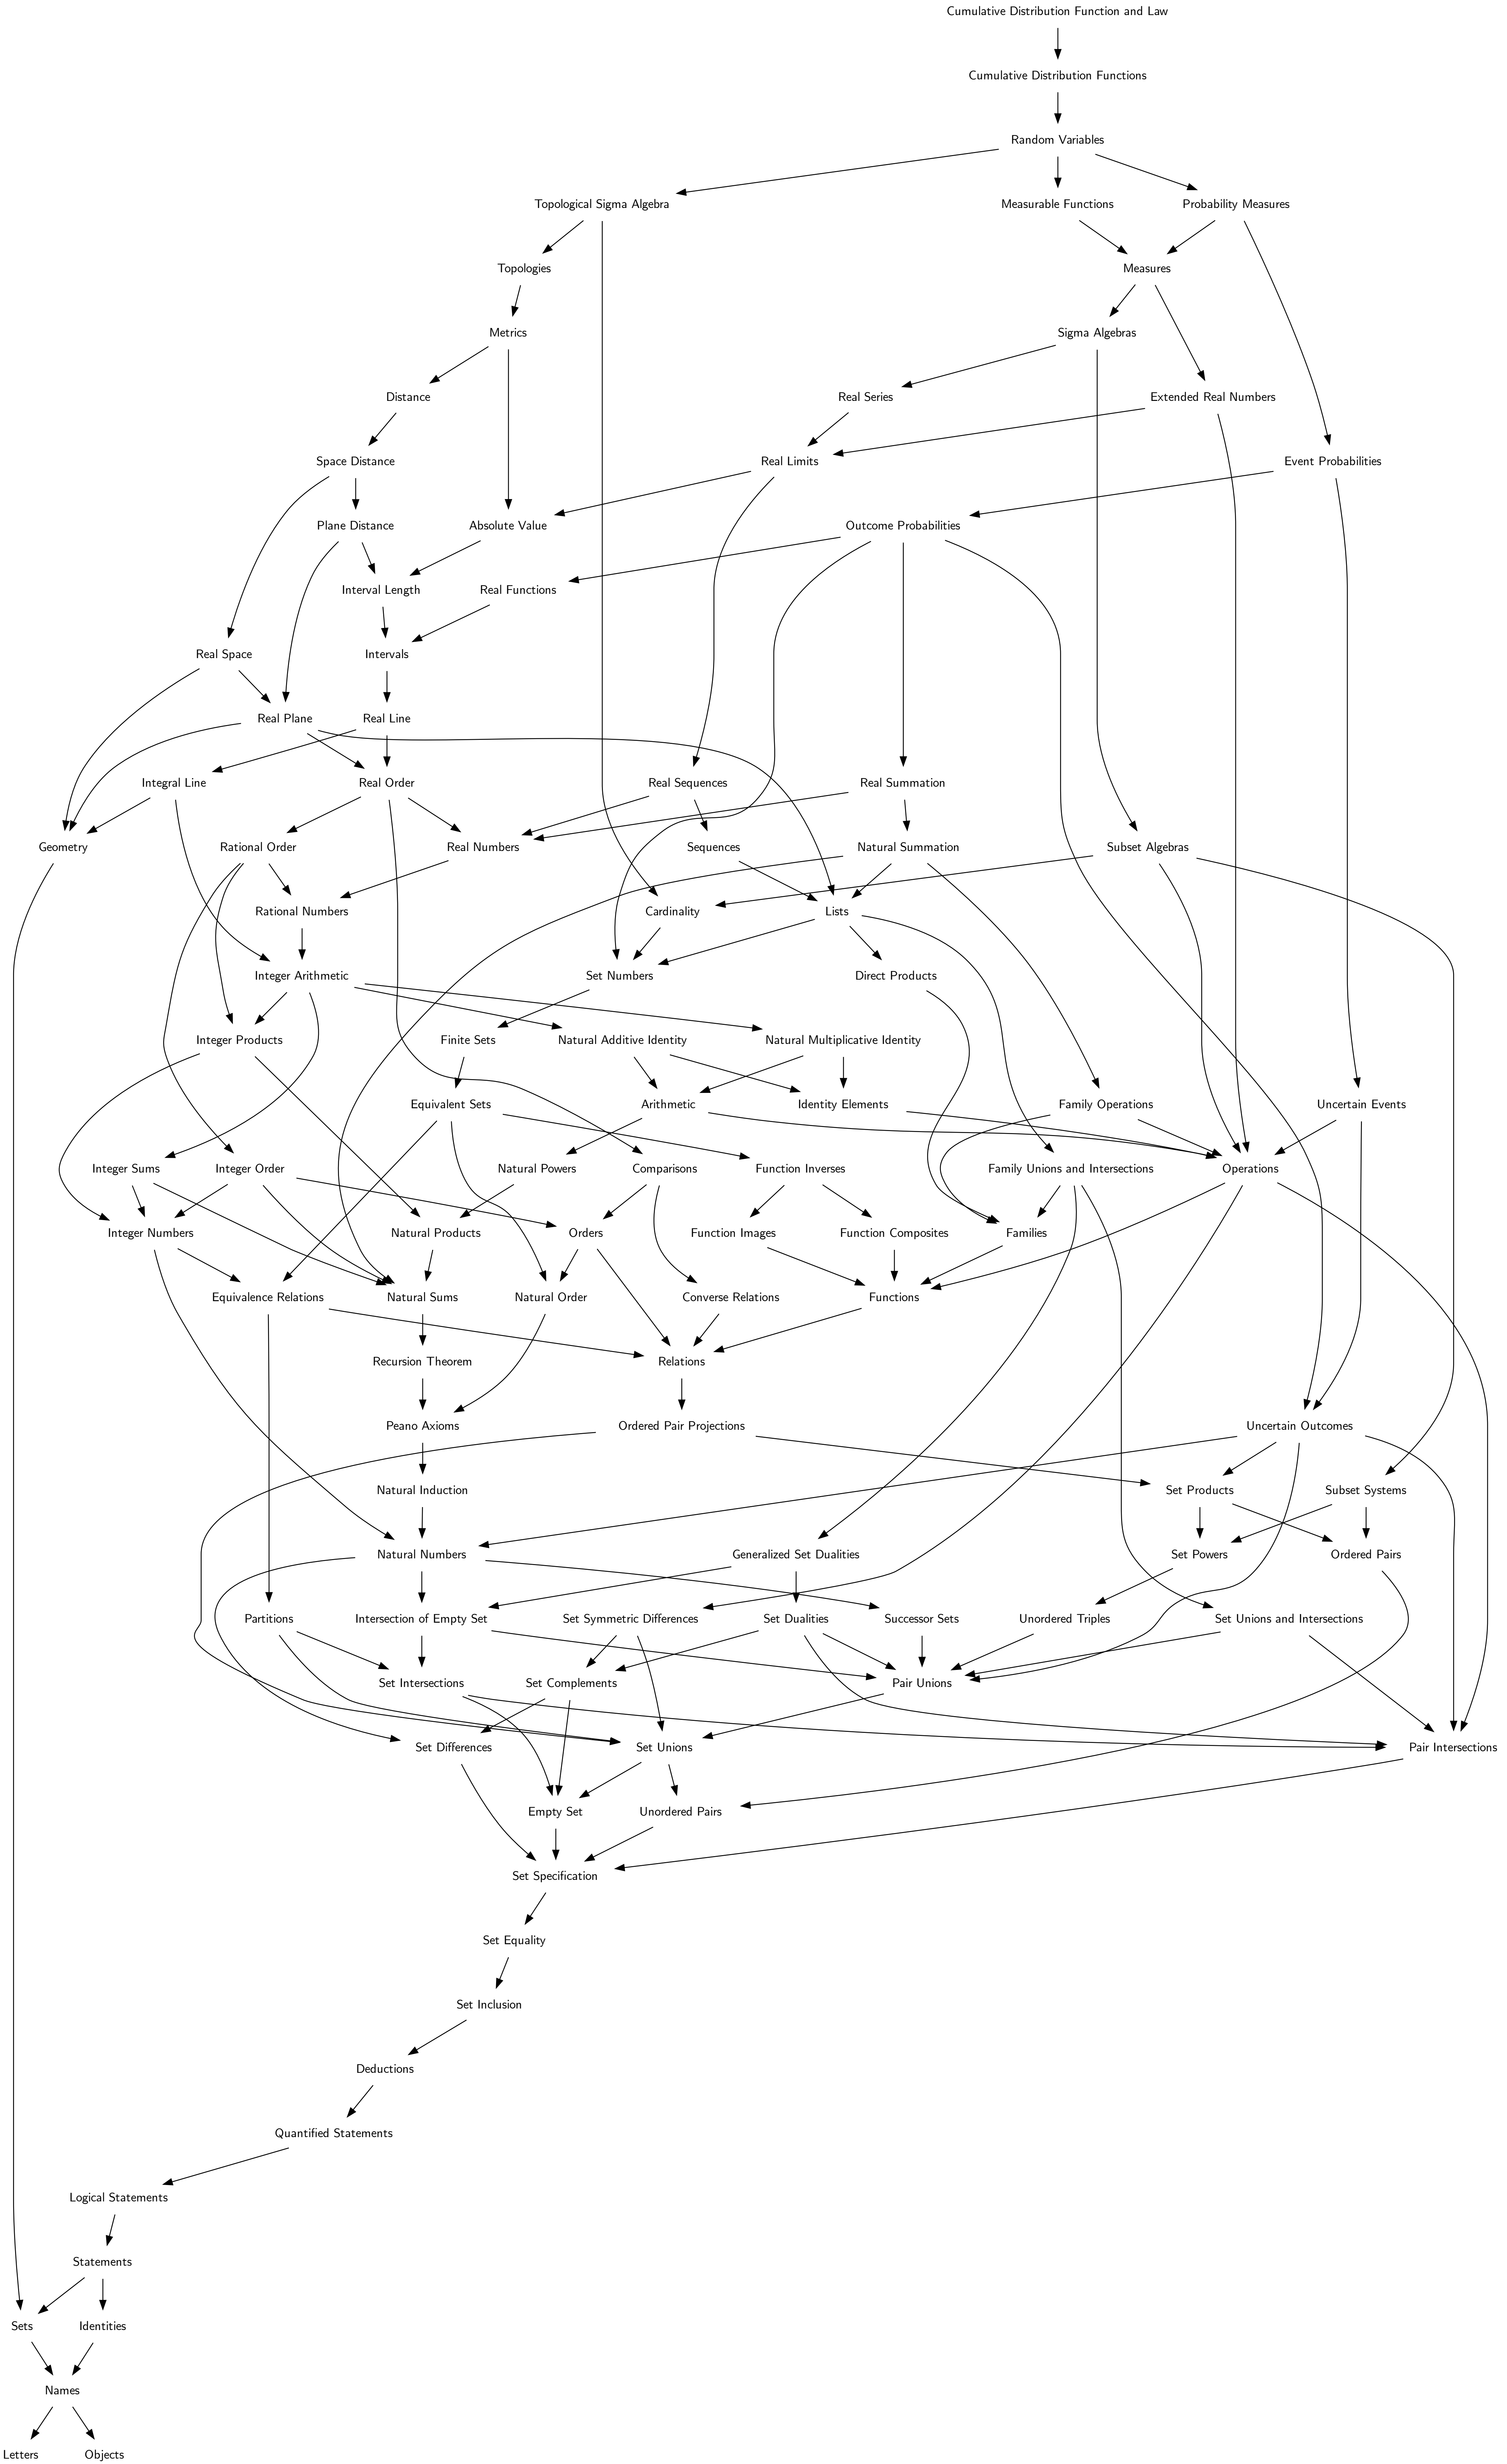 Cumulative Distribution Function and Law
Cumulative Distribution Functions
Random Variables
Topological Sigma Algebra
Measurable Functions
Probability Measures
Topologies
Measures
Metrics
Sigma Algebras
Distance
Real Series
Extended Real Numbers
Space Distance
Real Limits
Event Probabilities
Plane Distance
Absolute Value
Outcome Probabilities
Interval Length
Real Functions
Real Space
Intervals
Real Plane
Real Line
Integral Line
Real Order
Real Sequences
Real Summation
Geometry
Rational Order
Real Numbers
Sequences
Natural Summation
Subset Algebras
Rational Numbers
Cardinality
Lists
Integer Arithmetic
Set Numbers
Direct Products
Integer Products
Finite Sets
Natural Additive Identity
Natural Multiplicative Identity
Equivalent Sets
Arithmetic
Identity Elements
Family Operations
Uncertain Events
Integer Sums
Integer Order
Natural Powers
Comparisons
Function Inverses
Family Unions and Intersections
Operations
Integer Numbers
Natural Products
Orders
Function Images
Function Composites
Families
Equivalence Relations
Natural Sums
Natural Order
Converse Relations
Functions
Recursion Theorem
Relations
Peano Axioms
Ordered Pair Projections
Uncertain Outcomes
Natural Induction
Set Products
Subset Systems
Natural Numbers
Generalized Set Dualities
Set Powers
Ordered Pairs
Partitions
Intersection of Empty Set
Set Symmetric Differences
Set Dualities
Successor Sets
Unordered Triples
Set Unions and Intersections
Set Intersections
Set Complements
Pair Unions
Set Differences
Set Unions
Pair Intersections
Empty Set
Unordered Pairs
Set Specification
Set Equality
Set Inclusion
Deductions
Quantified Statements
Logical Statements
Statements
Sets
Identities
Names
Letters
Objects